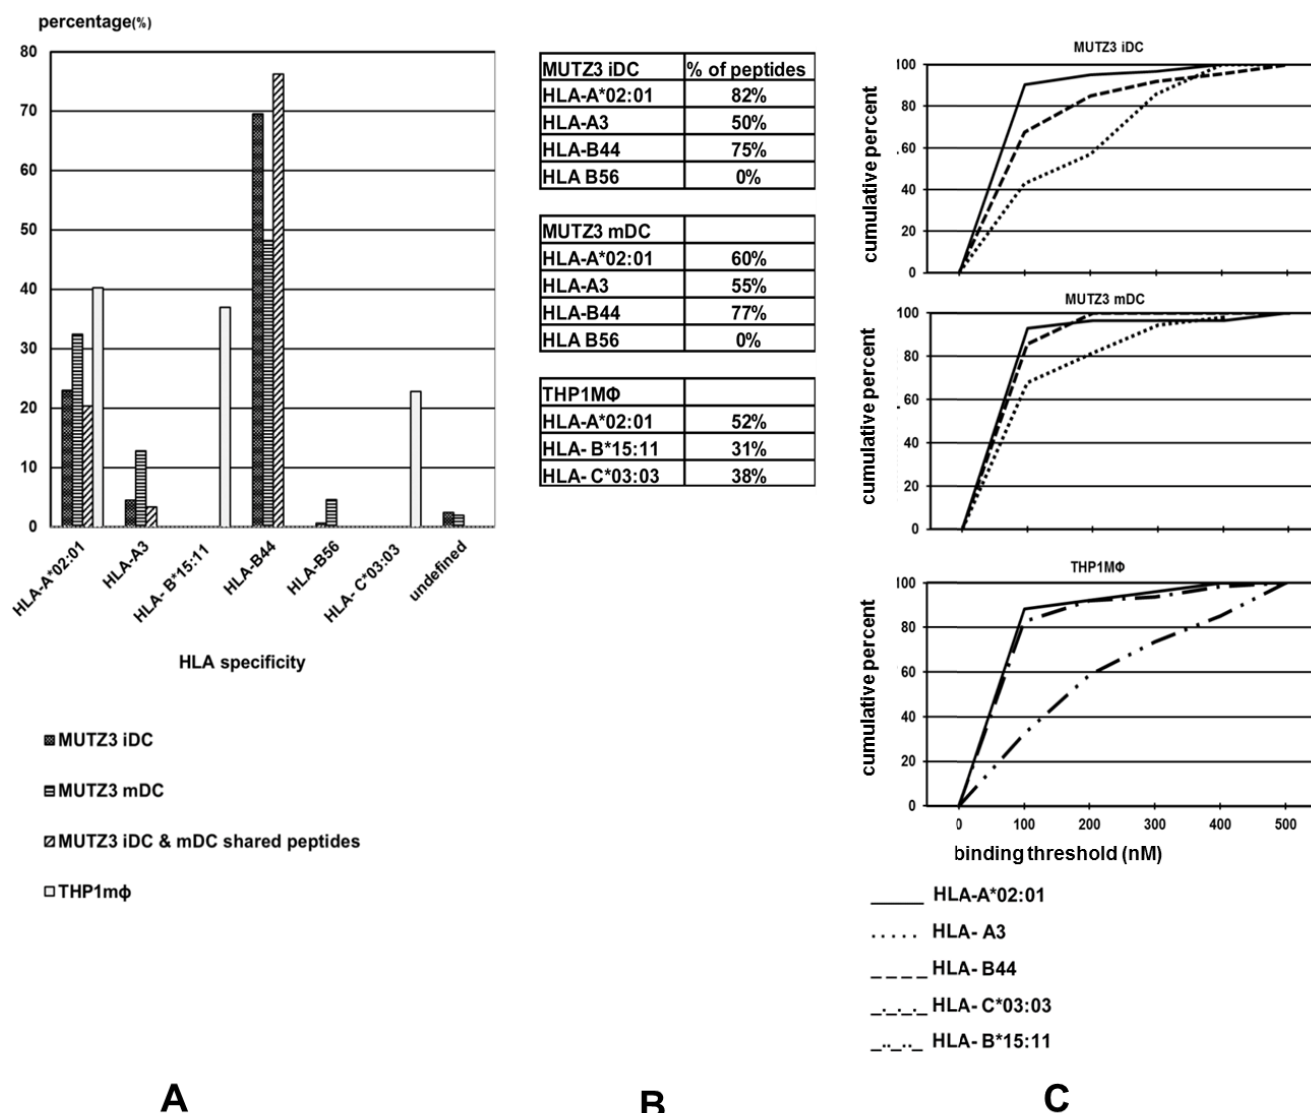 percentage(%)
80
70
60
50
40
30
20
10
0
HLA-A*02:01
HLA-A3
HLA- B*15:11
HLA-B44
HLA-B56
HLA- C*03:03
undefined
HLA specificity
MUTZ3 iDC
MUTZ3 mDC
MUTZ3 iDC & mDC shared peptides
THP1mϕ
A
MUTZ3 iDC % of peptides
HLA-A*02:01 82%
HLA-A3 50%
HLA-B44 75%
HLA B56 0%
MUTZ3 mDC
HLA-A*02:01 60%
HLA-A3 55%
HLA-B44 77%
HLA B56 0%
THP1MΦ
HLA-A*02:01 52%
HLA- B*15:11 31%
HLA- C*03:03 38%
B
MUTZ3 iDC
cumulative percent
100
80
60
40
20
0
MUTZ3 mDC
cumulative percent
100
80
60
40
20
0
THP1MΦ
cumulative percent
100
80
60
40
20
0
0 100 200 300 400 500
binding threshold (nM)
HLA-A*02:01
HLA- A3
HLA- B44
HLA- C*03:03
HLA- B*15:11
C